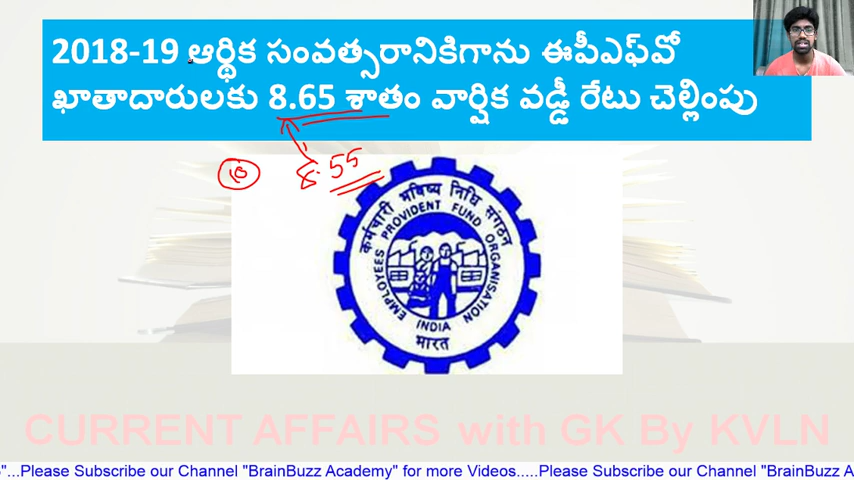 2018-19 ఆర్థిక సంవత్సరానికిగాను ఈపీఎఫ్‌వో
ఖాతాదారులకు 8.65 శాతం వార్షిక వడ్డీ రేటు చెల్లింపు
8.55
कर्मचारी भविष्य निधि संगठन
EMPLOYEES PROVIDENT FUND ORGANISATION
INDIA
भारत
CURRENT AFFAIRS with GK By KVLN
"...Please Subscribe our Channel "BrainBuzz Academy" for more Videos.....Please Subscribe our Channel "BrainBuzz A